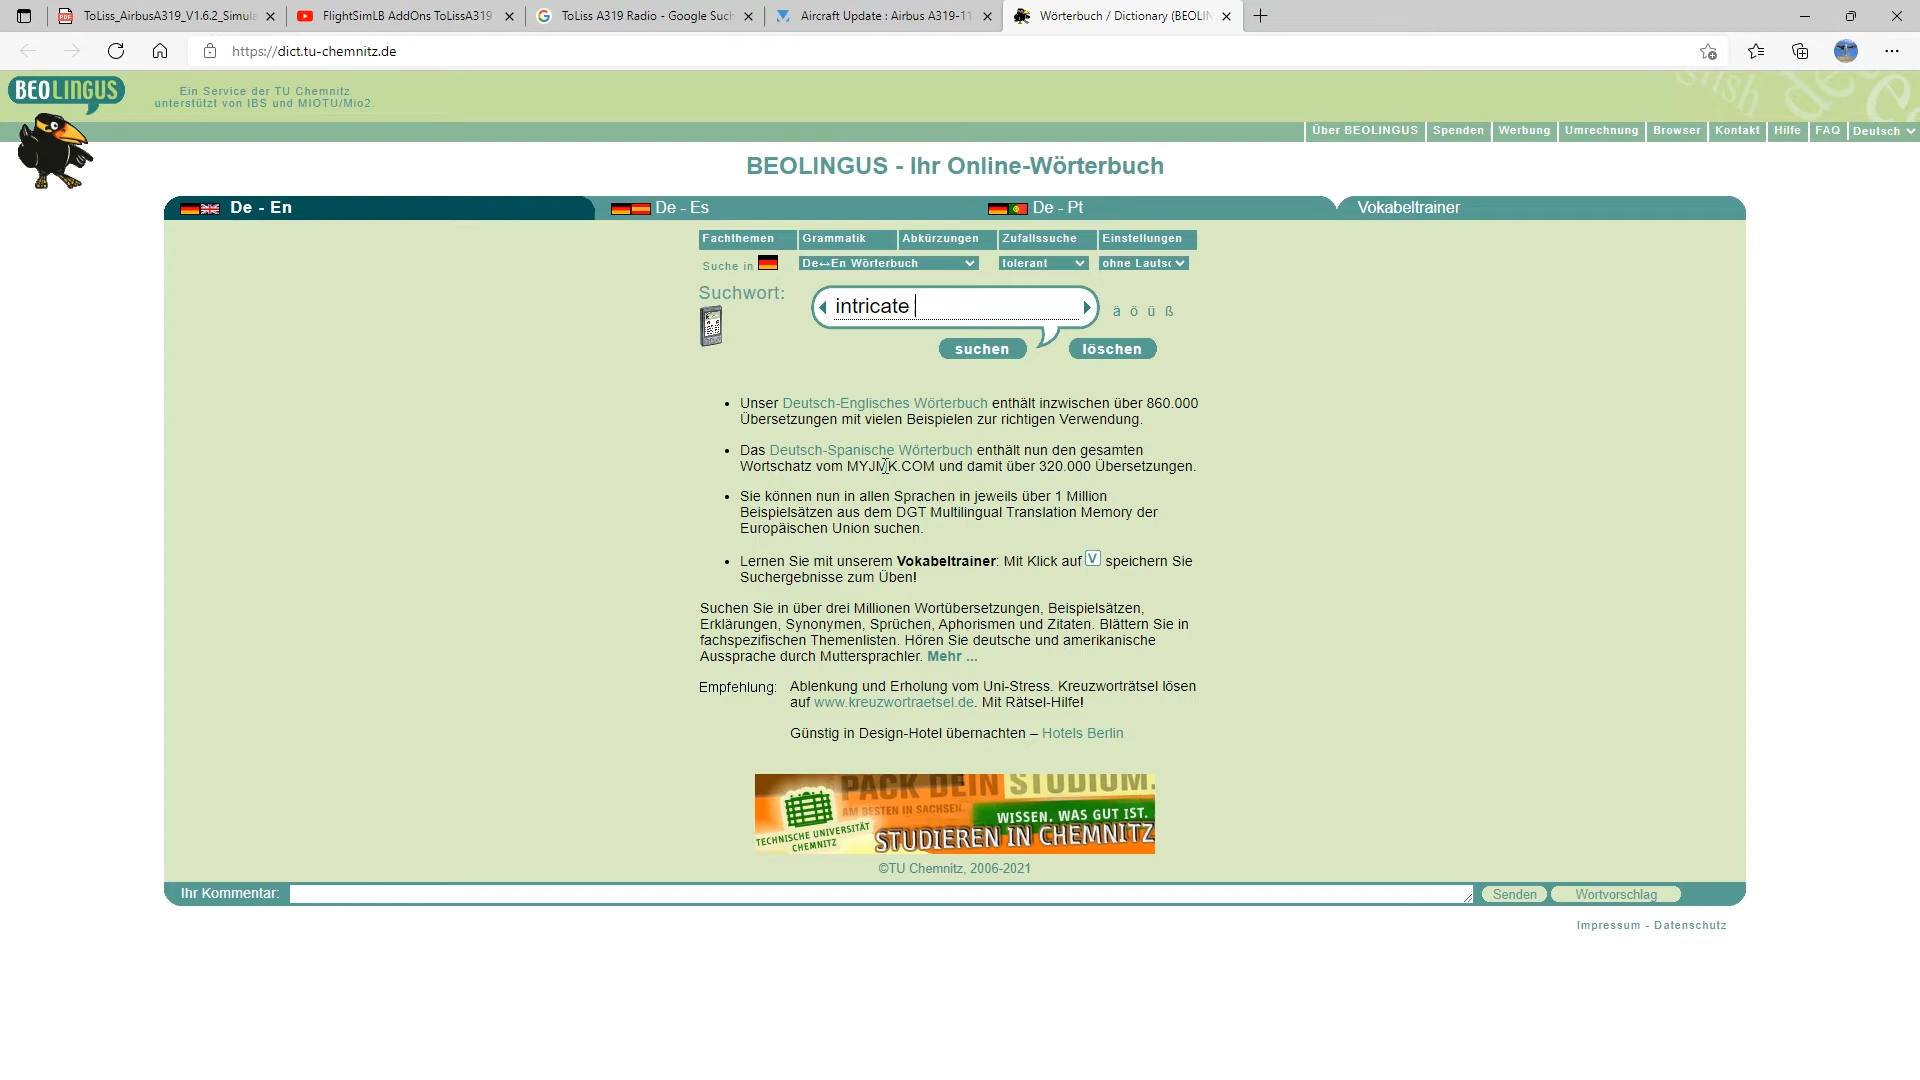 ToLiss_AirbusA319_V1.6.2_Simula
FlightSimLB AddOns ToLissA319
ToLiss A319 Radio - Google Such
Aircraft Update : Airbus A319-11
Wörterbuch / Dictionary (BEOLIN
https://dict.tu-chemnitz.de
BEOLINGUS
Ein Service der TU Chemnitz
unterstützt von IBS und MIOTU/Mio2.
Über BEOLINGUS
Spenden
Werbung
Umrechnung
Browser
Kontakt
Hilfe
FAQ
Deutsch
BEOLINGUS - Ihr Online-Wörterbuch
De - En
De - Es
De - Pt
Vokabeltrainer
Fachthemen
Grammatik
Abkürzungen
Zufallssuche
Einstellungen
Suche in
De↔En Wörterbuch
tolerant
ohne Lautsc
Suchwort:
intricate
ä ö ü ß
suchen
löschen
• Unser Deutsch-Englisches Wörterbuch enthält inzwischen über 860.000
Übersetzungen mit vielen Beispielen zur richtigen Verwendung.
• Das Deutsch-Spanische Wörterbuch enthält nun den gesamten
Wortschatz vom MYJMK.COM und damit über 320.000 Übersetzungen.
• Sie können nun in allen Sprachen in jeweils über 1 Million
Beispielsätzen aus dem DGT Multilingual Translation Memory der
Europäischen Union suchen.
• Lernen Sie mit unserem Vokabeltrainer: Mit Klick auf V speichern Sie
Suchergebnisse zum Üben!
Suchen Sie in über drei Millionen Wortübersetzungen, Beispielsätzen,
Erklärungen, Synonymen, Sprüchen, Aphorismen und Zitaten. Blättern Sie in
fachspezifischen Themenlisten. Hören Sie deutsche und amerikanische
Aussprache durch Muttersprachler. Mehr ...
Empfehlung: Ablenkung und Erholung vom Uni-Stress. Kreuzworträtsel lösen
auf www.kreuzwortraetsel.de. Mit Rätsel-Hilfe!
Günstig in Design-Hotel übernachten – Hotels Berlin
PACK DEIN STUDIUM.
AM BESTEN IN SACHSEN.
WISSEN, WAS GUT IST.
TECHNISCHE UNIVERSITÄT
CHEMNITZ
STUDIEREN IN CHEMNITZ
©TU Chemnitz, 2006-2021
Ihr Kommentar:
Senden
Wortvorschlag
Impressum - Datenschutz